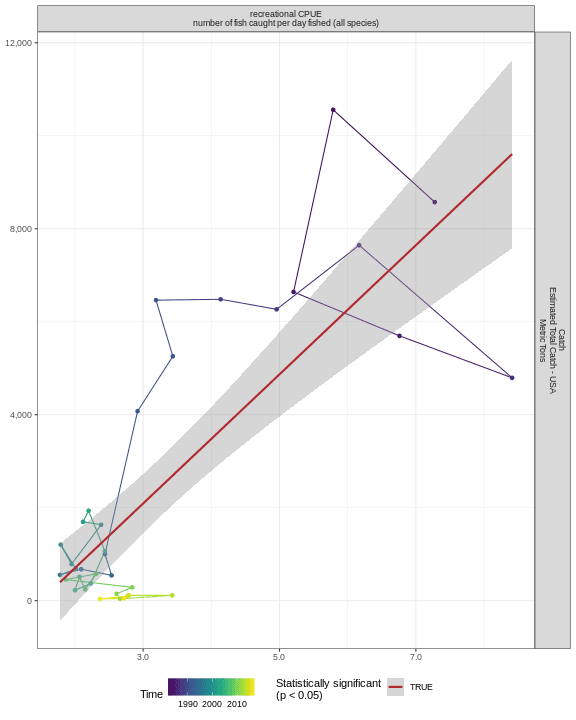 recreational CPUE
number of fish caught per day fished (all species)
12,000
8,000
4,000
0
3.0
5.0
7.0
Catch
Estimated Total Catch - USA
Metric Tons
Time
1990 2000 2010
Statistically significant
(p < 0.05)
TRUE